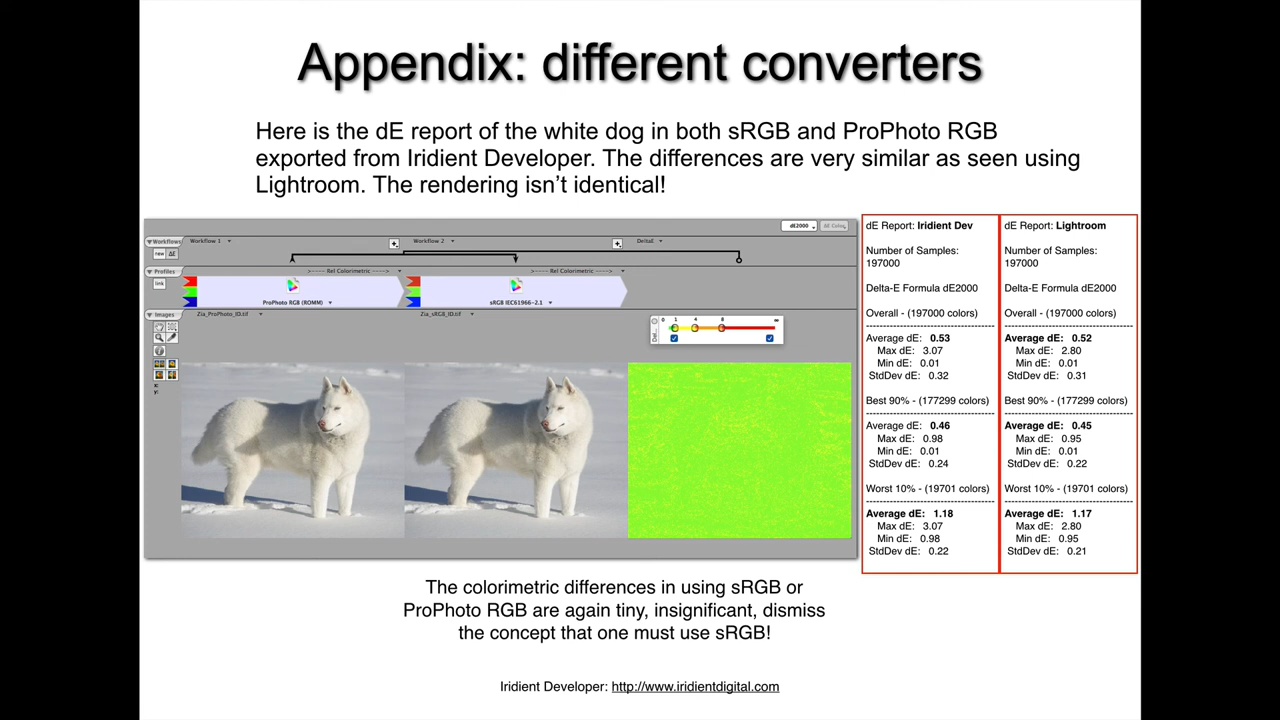 Appendix: different converters
Here is the dE report of the white dog in both sRGB and ProPhoto RGB
exported from Iridient Developer. The differences are very similar as seen using
Lightroom. The rendering isn't identical!
dE2000
Workflows
Workflow 1
Workflow 2
DeltaE
new ΔE
Profiles
>---- Rel Colorimetric ---->
>---- Rel Colorimetric ---->
link
ProPhoto RGB (ROMM)
sRGB IEC61966-2.1
Images
Zia_ProPhoto_ID.tif
Zia_sRGB_ID.tif
0 1 4 8 ∞
x:
y:
dE Report: Iridient Dev
Number of Samples:
197000
Delta-E Formula dE2000
Overall - (197000 colors)
--------------------------------
Average dE: 0.53
Max dE: 3.07
Min dE: 0.01
StdDev dE: 0.32
Best 90% - (177299 colors)
--------------------------------
Average dE: 0.46
Max dE: 0.98
Min dE: 0.01
StdDev dE: 0.24
Worst 10% - (19701 colors)
--------------------------------
Average dE: 1.18
Max dE: 3.07
Min dE: 0.98
StdDev dE: 0.22
dE Report: Lightroom
Number of Samples:
197000
Delta-E Formula dE2000
Overall - (197000 colors)
--------------------------------
Average dE: 0.52
Max dE: 2.80
Min dE: 0.01
StdDev dE: 0.31
Best 90% - (177299 colors)
--------------------------------
Average dE: 0.45
Max dE: 0.95
Min dE: 0.01
StdDev dE: 0.22
Worst 10% - (19701 colors)
--------------------------------
Average dE: 1.17
Max dE: 2.80
Min dE: 0.95
StdDev dE: 0.21
The colorimetric differences in using sRGB or
ProPhoto RGB are again tiny, insignificant, dismiss
the concept that one must use sRGB!
Iridient Developer: http://www.iridientdigital.com